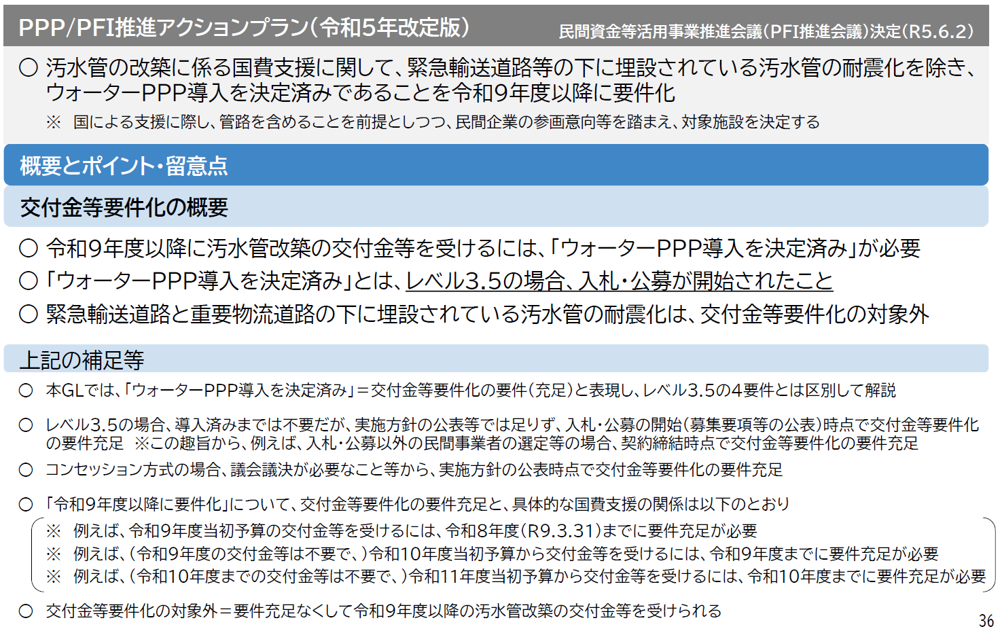 PPP/PFI推進アクションプラン(令和5年改定版)
民間資金等活用事業推進会議(PFI推進会議)決定(R5.6.2)
○ 汚水管の改築に係る国費支援に関して、緊急輸送道路等の下に埋設されている汚水管の耐震化を除き、
ウォーターPPP導入を決定済みであることを令和9年度以降に要件化
※ 国による支援に際し、管路を含めることを前提としつつ、民間企業の参画意向等を踏まえ、対象施設を決定する
概要とポイント・留意点
交付金等要件化の概要
○ 令和9年度以降に汚水管改築の交付金等を受けるには、「ウォーターPPP導入を決定済み」が必要
○ 「ウォーターPPP導入を決定済み」とは、レベル3.5の場合、入札・公募が開始されたこと
○ 緊急輸送道路と重要物流道路の下に埋設されている汚水管の耐震化は、交付金等要件化の対象外
上記の補足等
○ 本GLでは、「ウォーターPPP導入を決定済み」=交付金等要件化の要件(充足)と表現し、レベル3.5の4要件とは区別して解説
○ レベル3.5の場合、導入済みまでは不要だが、実施方針の公表等では足りず、入札・公募の開始(募集要項等の公表)時点で交付金等要件化
の要件充足 ※この趣旨から、例えば、入札・公募以外の民間事業者の選定等の場合、契約締結時点で交付金等要件化の要件充足
○ コンセッション方式の場合、議会議決が必要なこと等から、実施方針の公表時点で交付金等要件化の要件充足
○ 「令和9年度以降に要件化」について、交付金等要件化の要件充足と、具体的な国費支援の関係は以下のとおり
※ 例えば、令和9年度当初予算の交付金等を受けるには、令和8年度(R9.3.31)までに要件充足が必要
※ 例えば、(令和9年度の交付金等は不要で、)令和10年度当初予算から交付金等を受けるには、令和9年度までに要件充足が必要
※ 例えば、(令和10年度までの交付金等は不要で、)令和11年度当初予算から交付金等を受けるには、令和10年度までに要件充足が必要
○ 交付金等要件化の対象外=要件充足なくして令和9年度以降の汚水管改築の交付金等を受けられる
36